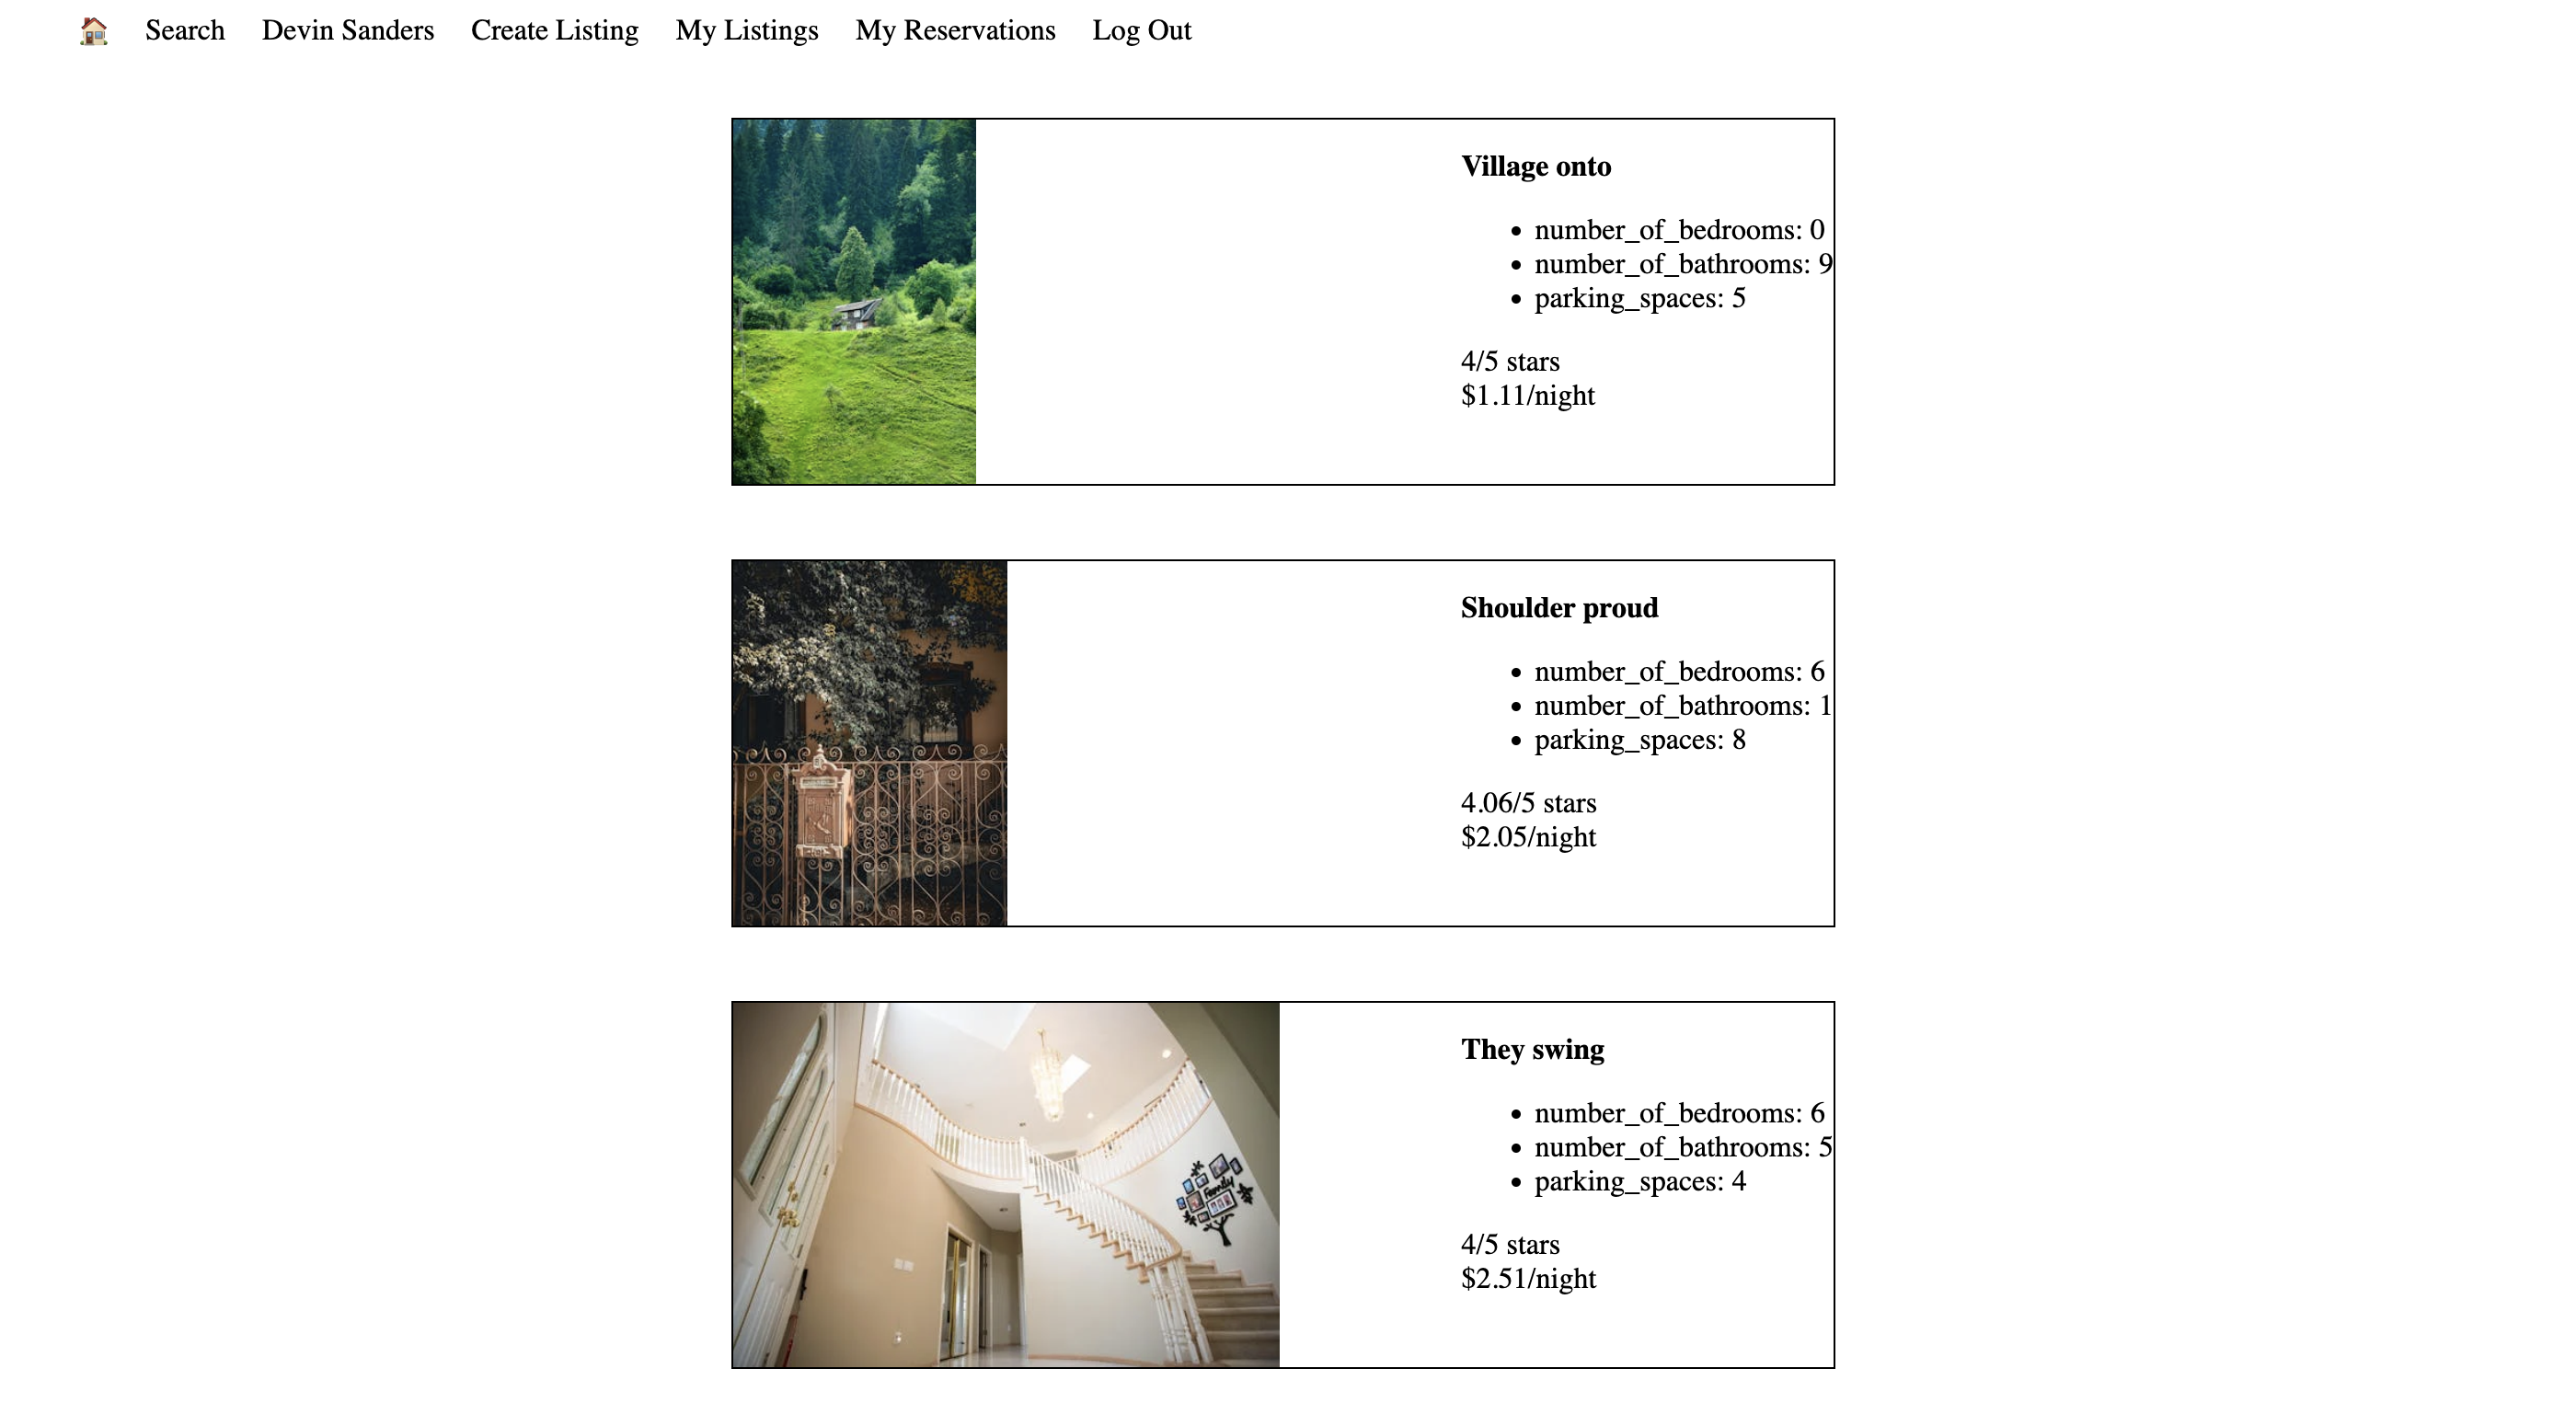 Search Devin Sanders Create Listing My Listings My Reservations Log Out
Village onto
number_of_bedrooms: 0
number_of_bathrooms: 9
parking_spaces: 5
4/5 stars
$1.11/night
Shoulder proud
number_of_bedrooms: 6
number_of_bathrooms: 1
parking_spaces: 8
4.06/5 stars
$2.05/night
They swing
number_of_bedrooms: 6
number_of_bathrooms: 5
parking_spaces: 4
family
4/5 stars
$2.51/night